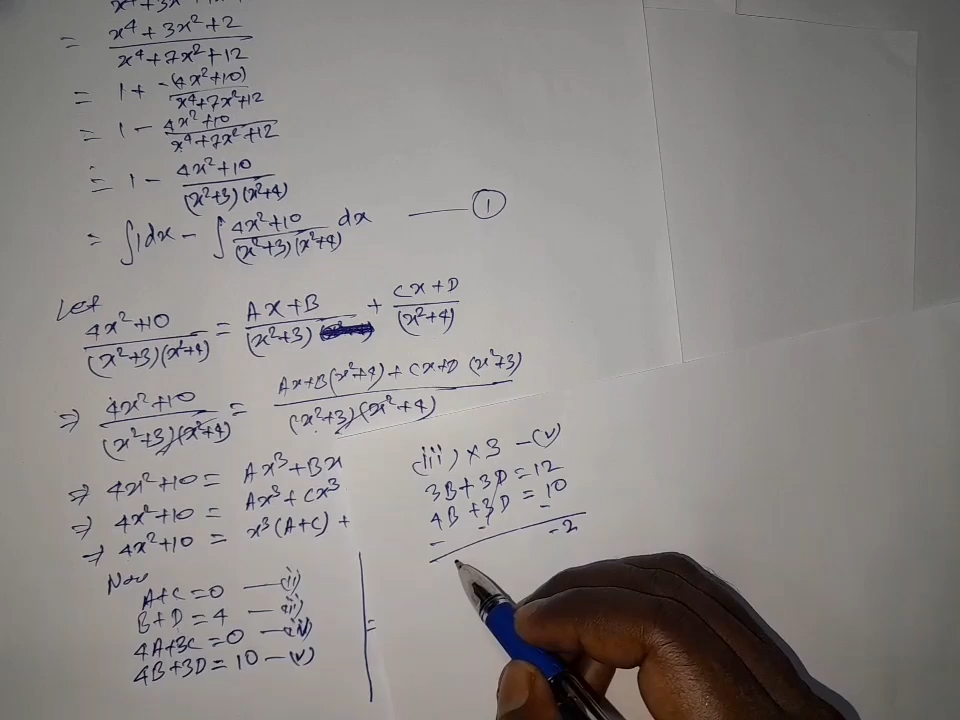 = x⁴+3x²+2 / x⁴+7x²+12
= 1 + -(4x²+10) / x⁴+7x²+12
= 1 - 4x²+10 / x⁴+7x²+12
= 1 - 4x²+10 / (x²+3)(x²+4)
= ∫1dx - ∫ 4x²+10 / (x²+3)(x²+4) dx —— ①
Let
4x²+10 / (x²+3)(x²+4) = Ax+B / (x²+3) + Cx+D / (x²+4)
⇒ 4x²+10 / (x²+3)(x²+4) = Ax+B(x²+4) + Cx+D (x²+3) / (x²+3)(x²+4)
⇒ 4x²+10 = Ax³+Bx
⇒ 4x²+10 = Ax³+Cx³
⇒ 4x²+10 = x³(A+C) +
Now
A+C=0
B+D=4
4A+3C=0
4B+3D=10 —(v)
=
(iii) × 3 —(v)
3B+3D=12
4B+3D=10
- - -
-2